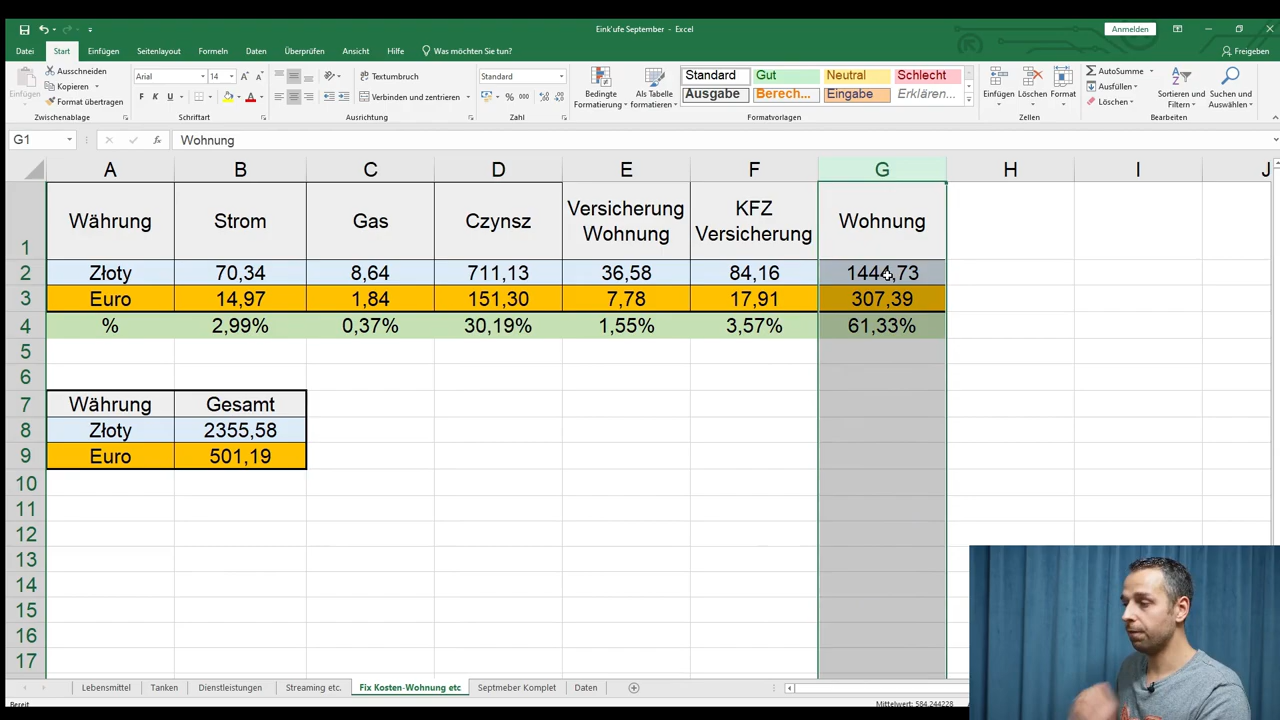 Eink'ufe September - Excel
Anmelden
Datei Start Einfügen Seitenlayout Formeln Daten Überprüfen Ansicht Hilfe Was möchten Sie tun? Freigeben
Einfügen
Ausschneiden
Kopieren
Format übertragen
Zwischenablage
Arial 14
F K U
Schriftart
Textumbruch
Verbinden und zentrieren
Ausrichtung
Standard
% 000
Zahl
Bedingte Formatierung
Als Tabelle formatieren
Standard Gut Neutral Schlecht
Ausgabe Berech... Eingabe Erklären...
Formatvorlagen
Einfügen Löschen Format
Zellen
AutoSumme
Ausfüllen
Löschen
Sortieren und Filtern
Suchen und Auswählen
Bearbeiten
G1 fx Wohnung
A B C D E F G H I J
1 Währung Strom Gas Czynsz Versicherung Wohnung KFZ Versicherung Wohnung
2 Złoty 70,34 8,64 711,13 36,58 84,16 1444,73
3 Euro 14,97 1,84 151,30 7,78 17,91 307,39
4 % 2,99% 0,37% 30,19% 1,55% 3,57% 61,33%
5
6
7 Währung Gesamt
8 Złoty 2355,58
9 Euro 501,19
10
11
12
13
14
15
16
17
Lebensmittel Tanken Dienstleistungen Streaming etc. Fix Kosten-Wohnung etc Septmeber Komplet Daten
Bereit Mittelwert: 584,244228